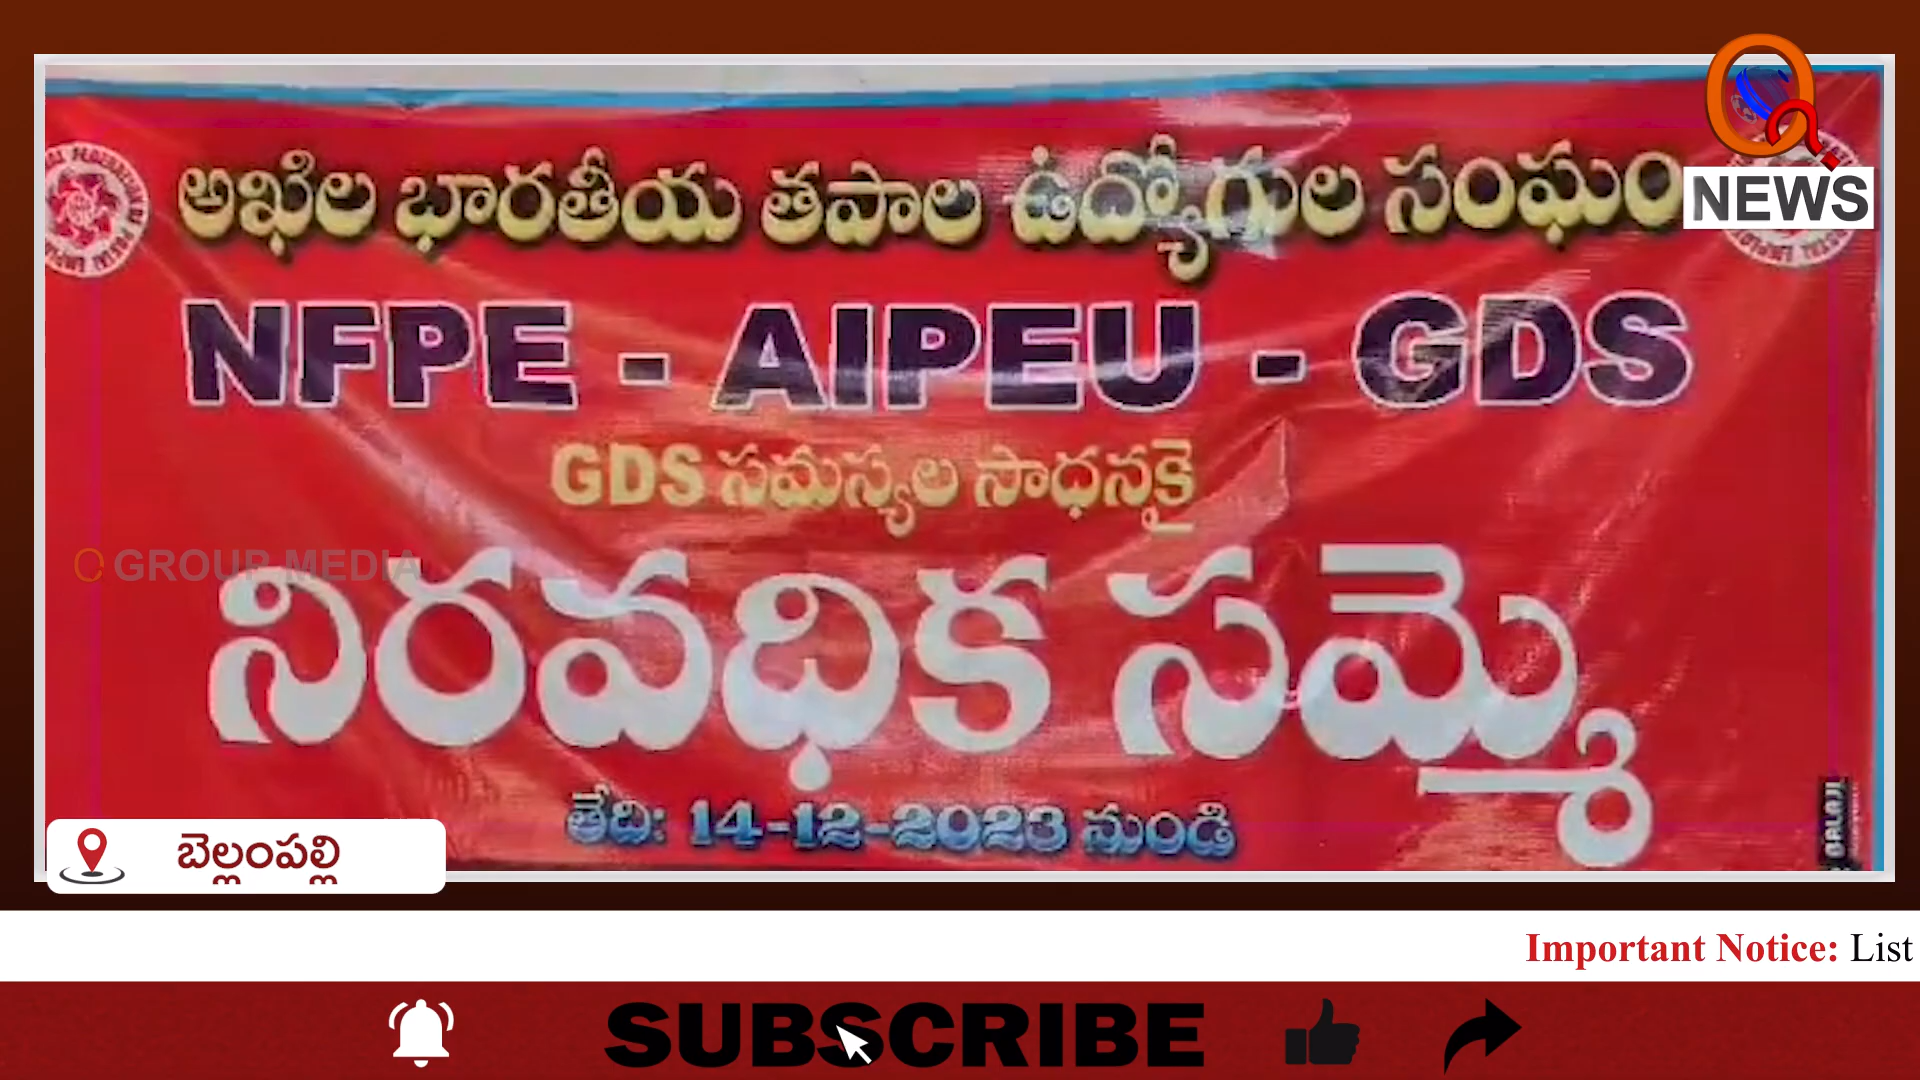 అఖిల భారతీయ తపాల ఉద్యోగుల సంఘం
NEWS
NFPE - AIPEU - GDS
GDS సమస్యల సాధనకై
GROUP MEDIA
నిరవధిక సమ్మె
తేది: 14-12-2023 నుండి
BALAJI
బెల్లంపల్లి
Important Notice: List
SUBSCRIBE